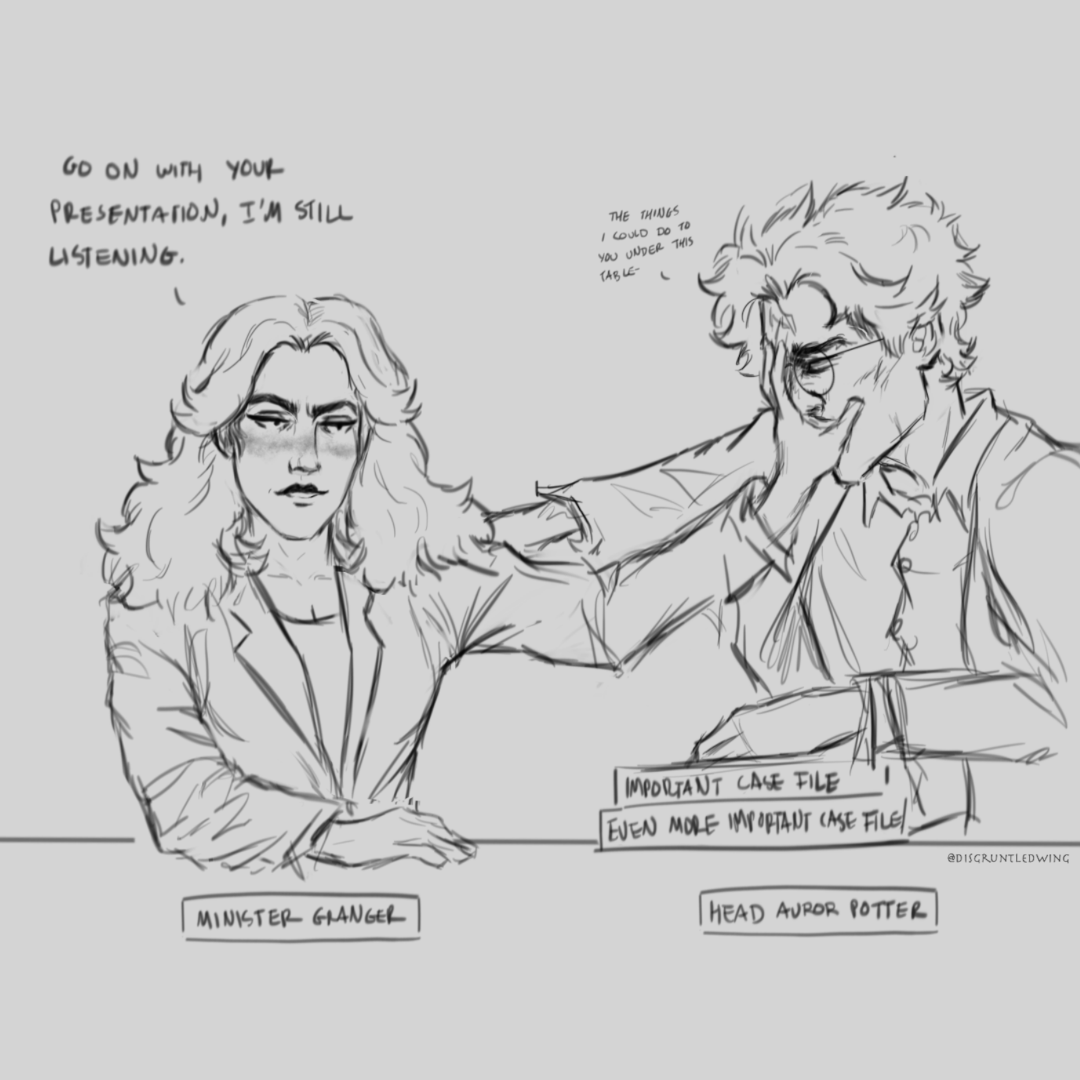 GO ON WITH YOUR
PRESENTATION, I'M STILL
LISTENING.
THE THINGS
I COULD DO TO
YOU UNDER THIS
TABLE-
IMPORTANT CASE FILE
EVEN MORE IMPORTANT CASE FILE
@DISGRUNTLEDWING
MINISTER GRANGER
HEAD AUROR POTTER